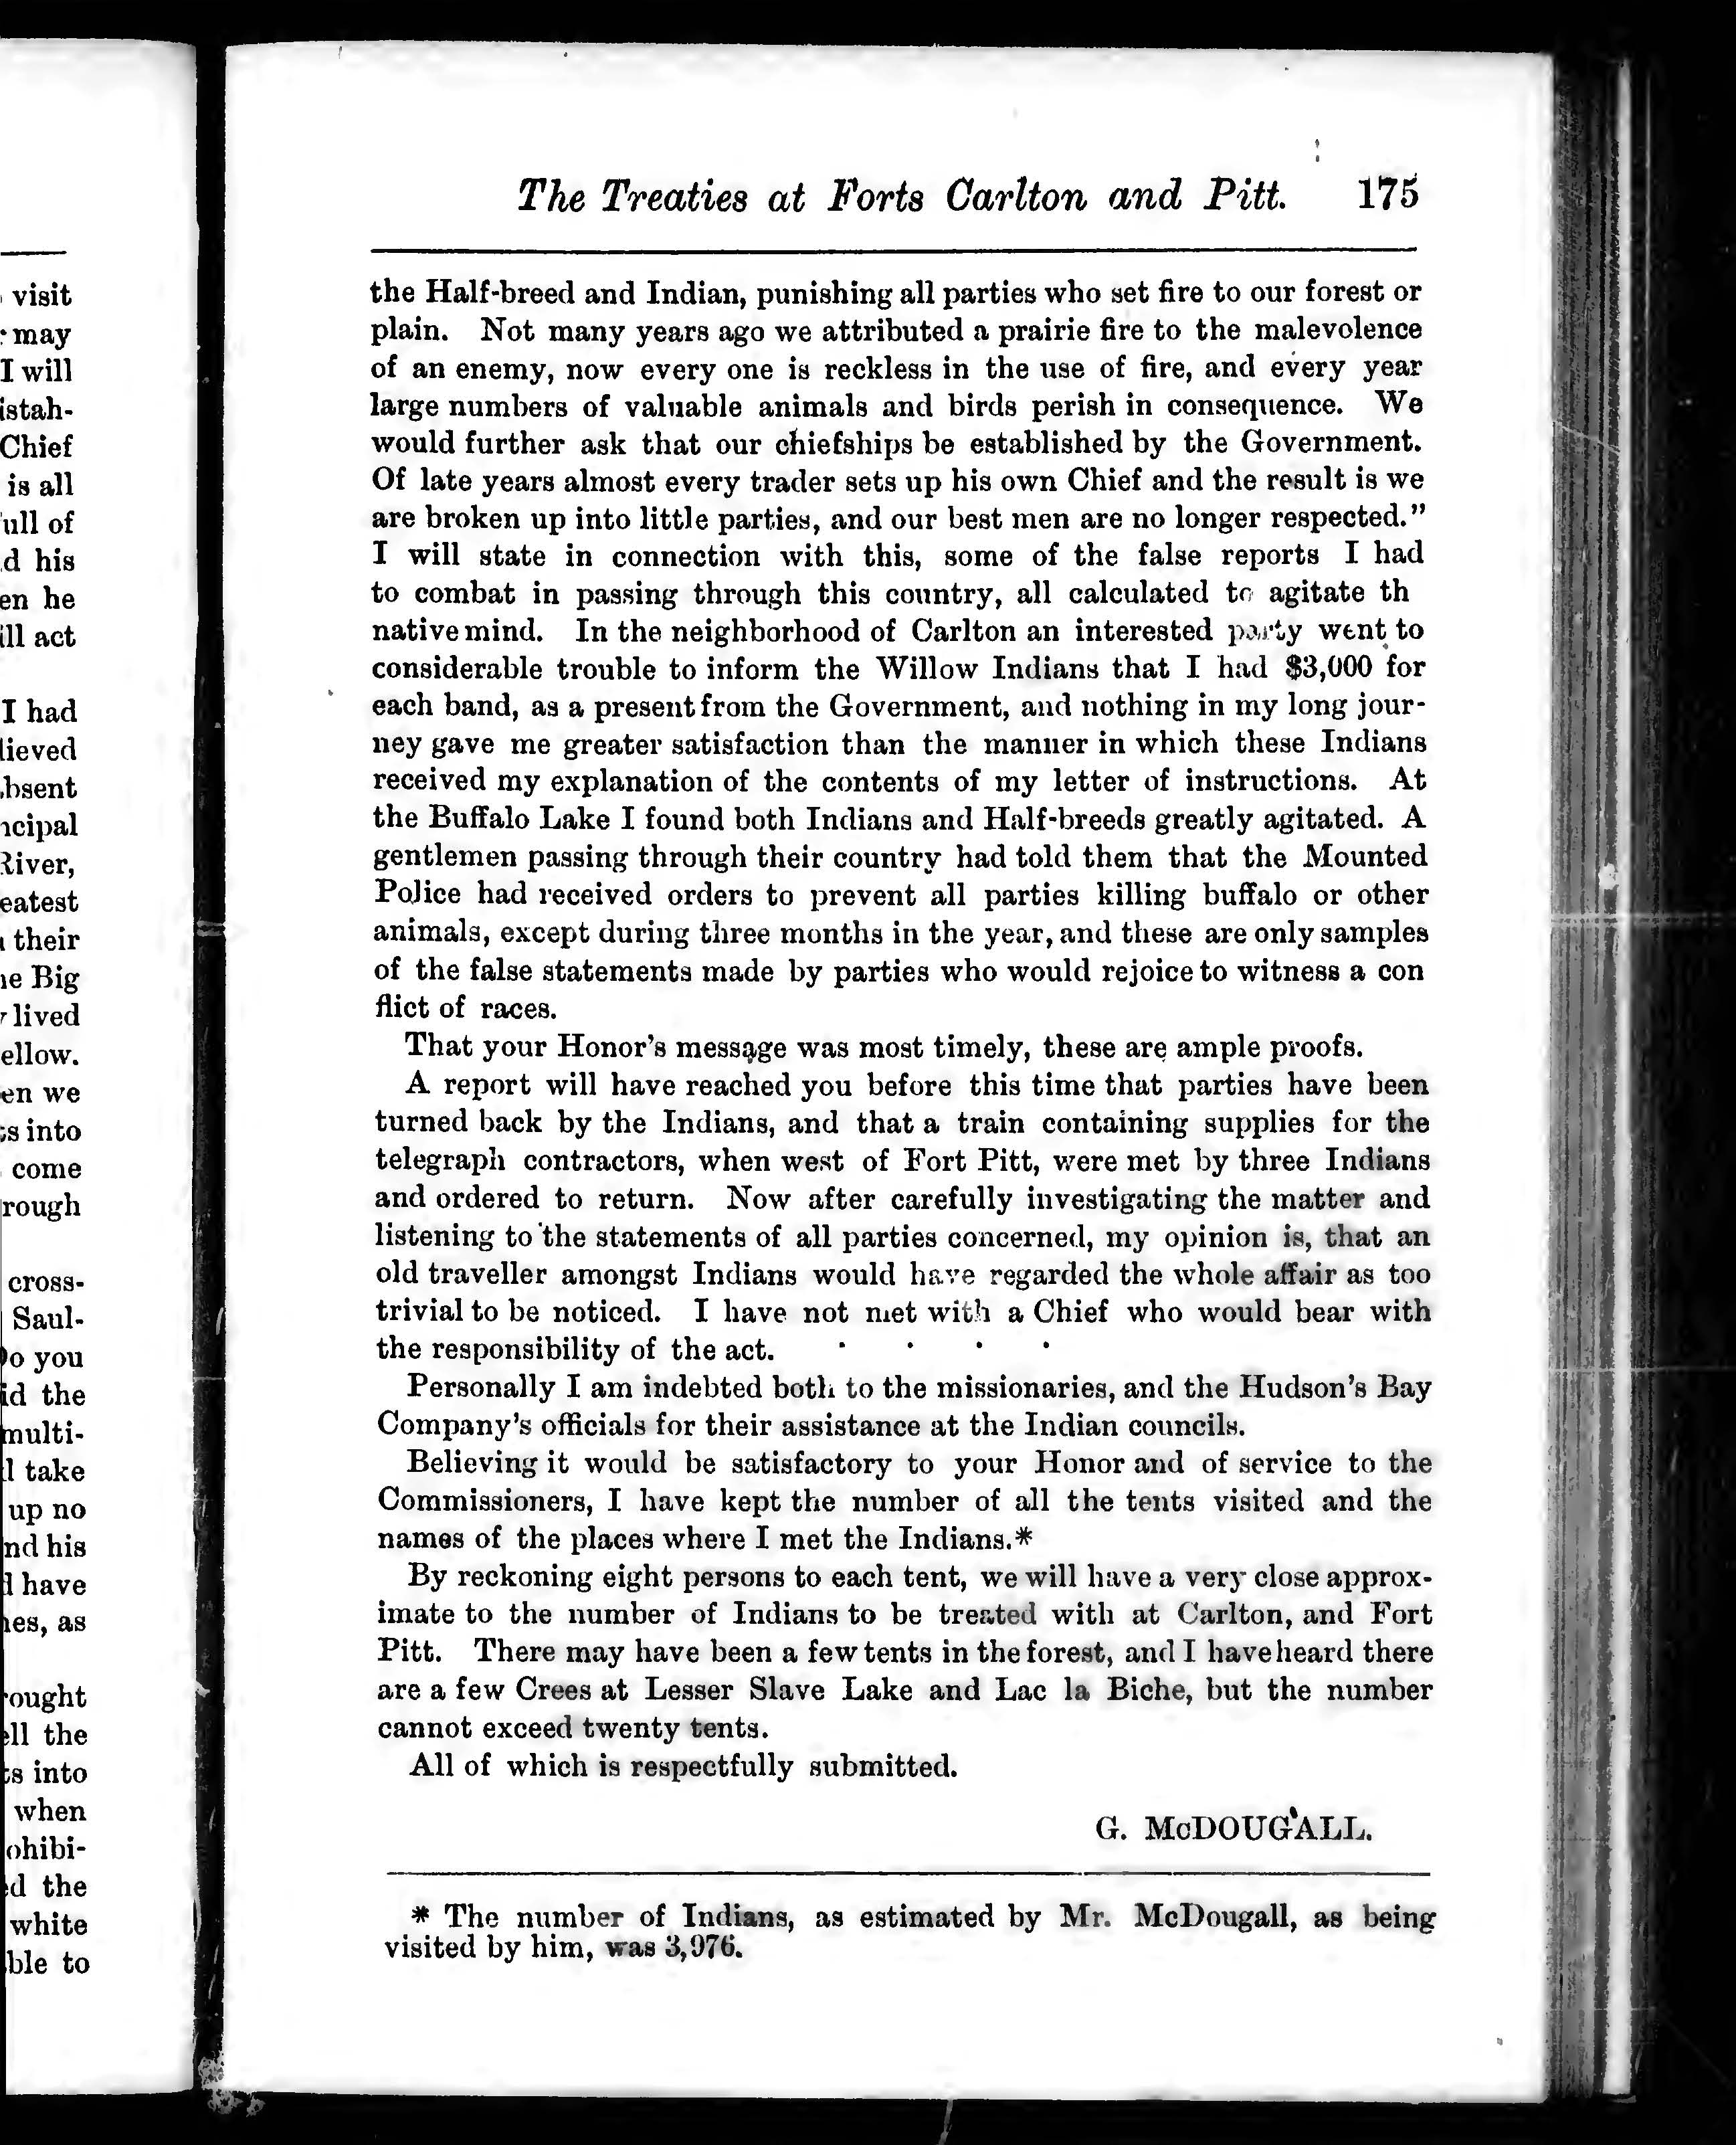 visit
may
I will
istah-
Chief
is all
ull of
d his
en he
ill act
I had
lieved
bsent
ncipal
River,
eatest
their
ne Big
lived
ellow.
en we
s into
come
rough
cross-
Saul-
o you
id the
multi-
l take
up no
nd his
have
es, as
ought
ell the
s into
when
ohibi-
d the
white
ble to
The Treaties at Forts Carlton and Pitt. 175
the Half-breed and Indian, punishing all parties who set fire to our forest or
plain. Not many years ago we attributed a prairie fire to the malevolence
of an enemy, now every one is reckless in the use of fire, and every year
large numbers of valuable animals and birds perish in consequence. We
would further ask that our chiefships be established by the Government.
Of late years almost every trader sets up his own Chief and the result is we
are broken up into little parties, and our best men are no longer respected."
I will state in connection with this, some of the false reports I had
to combat in passing through this country, all calculated to agitate th
native mind. In the neighborhood of Carlton an interested party went to
considerable trouble to inform the Willow Indians that I had $3,000 for
each band, as a present from the Government, and nothing in my long jour-
ney gave me greater satisfaction than the manner in which these Indians
received my explanation of the contents of my letter of instructions. At
the Buffalo Lake I found both Indians and Half-breeds greatly agitated. A
gentlemen passing through their country had told them that the Mounted
Police had received orders to prevent all parties killing buffalo or other
animals, except during three months in the year, and these are only samples
of the false statements made by parties who would rejoice to witness a con
flict of races.
That your Honor's message was most timely, these are ample proofs.
A report will have reached you before this time that parties have been
turned back by the Indians, and that a train containing supplies for the
telegraph contractors, when west of Fort Pitt, were met by three Indians
and ordered to return. Now after carefully investigating the matter and
listening to the statements of all parties concerned, my opinion is, that an
old traveller amongst Indians would have regarded the whole affair as too
trivial to be noticed. I have not met with a Chief who would bear with
the responsibility of the act. . . . .
Personally I am indebted both to the missionaries, and the Hudson's Bay
Company's officials for their assistance at the Indian councils.
Believing it would be satisfactory to your Honor and of service to the
Commissioners, I have kept the number of all the tents visited and the
names of the places where I met the Indians.*
By reckoning eight persons to each tent, we will have a very close approx-
imate to the number of Indians to be treated with at Carlton, and Fort
Pitt. There may have been a few tents in the forest, and I have heard there
are a few Crees at Lesser Slave Lake and Lac la Biche, but the number
cannot exceed twenty tents.
All of which is respectfully submitted.
G. McDOUGALL.
* The number of Indians, as estimated by Mr. McDougall, as being
visited by him, was 3,976.